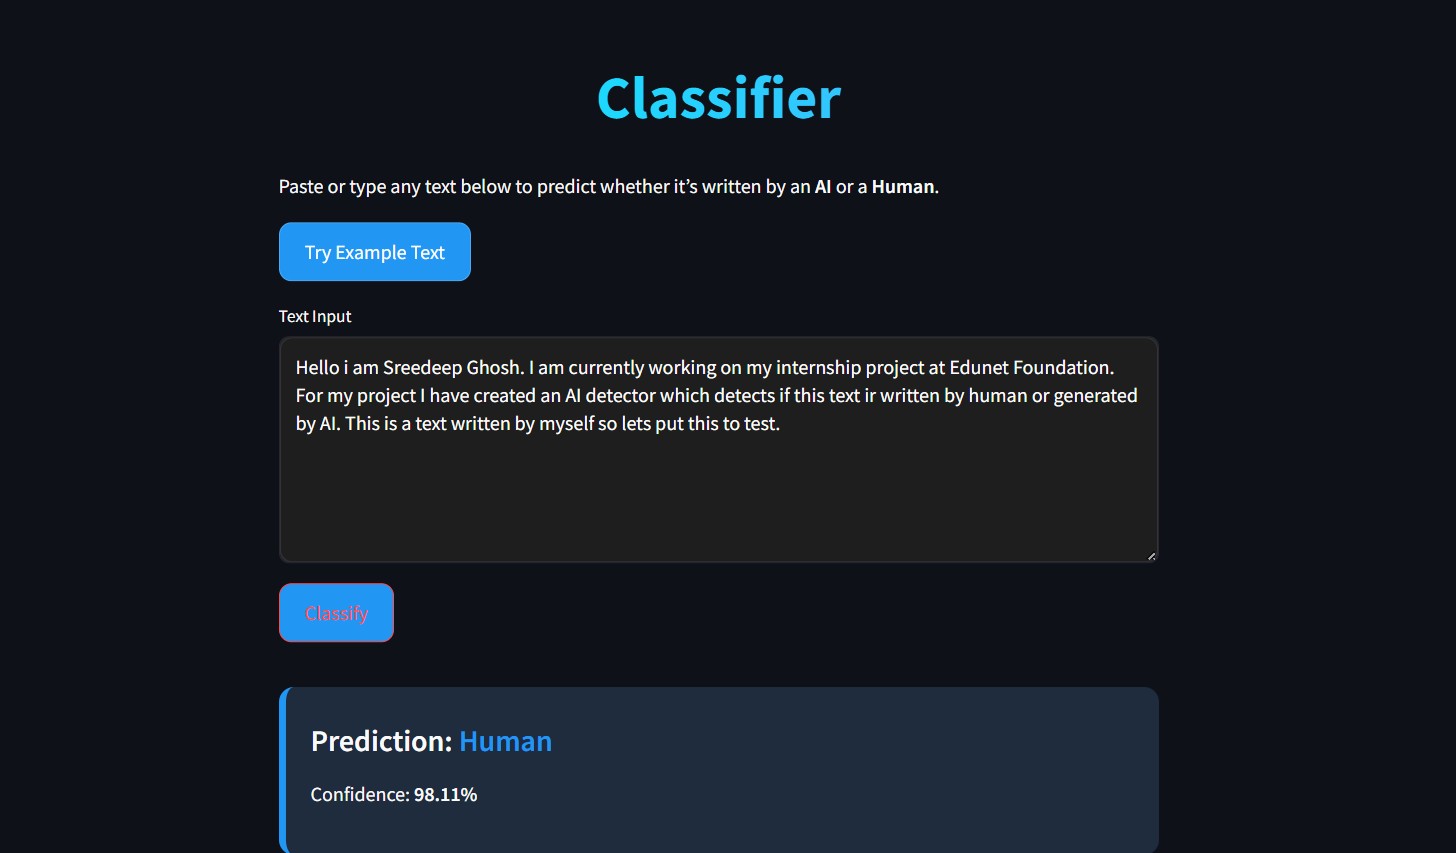 Classifier
Paste or type any text below to predict whether it’s written by an AI or a Human.
Try Example Text
Text Input
Hello i am Sreedeep Ghosh. I am currently working on my internship project at Edunet Foundation.
For my project I have created an AI detector which detects if this text ir written by human or generated
by AI. This is a text written by myself so lets put this to test.
Classify
Prediction: Human
Confidence: 98.11%